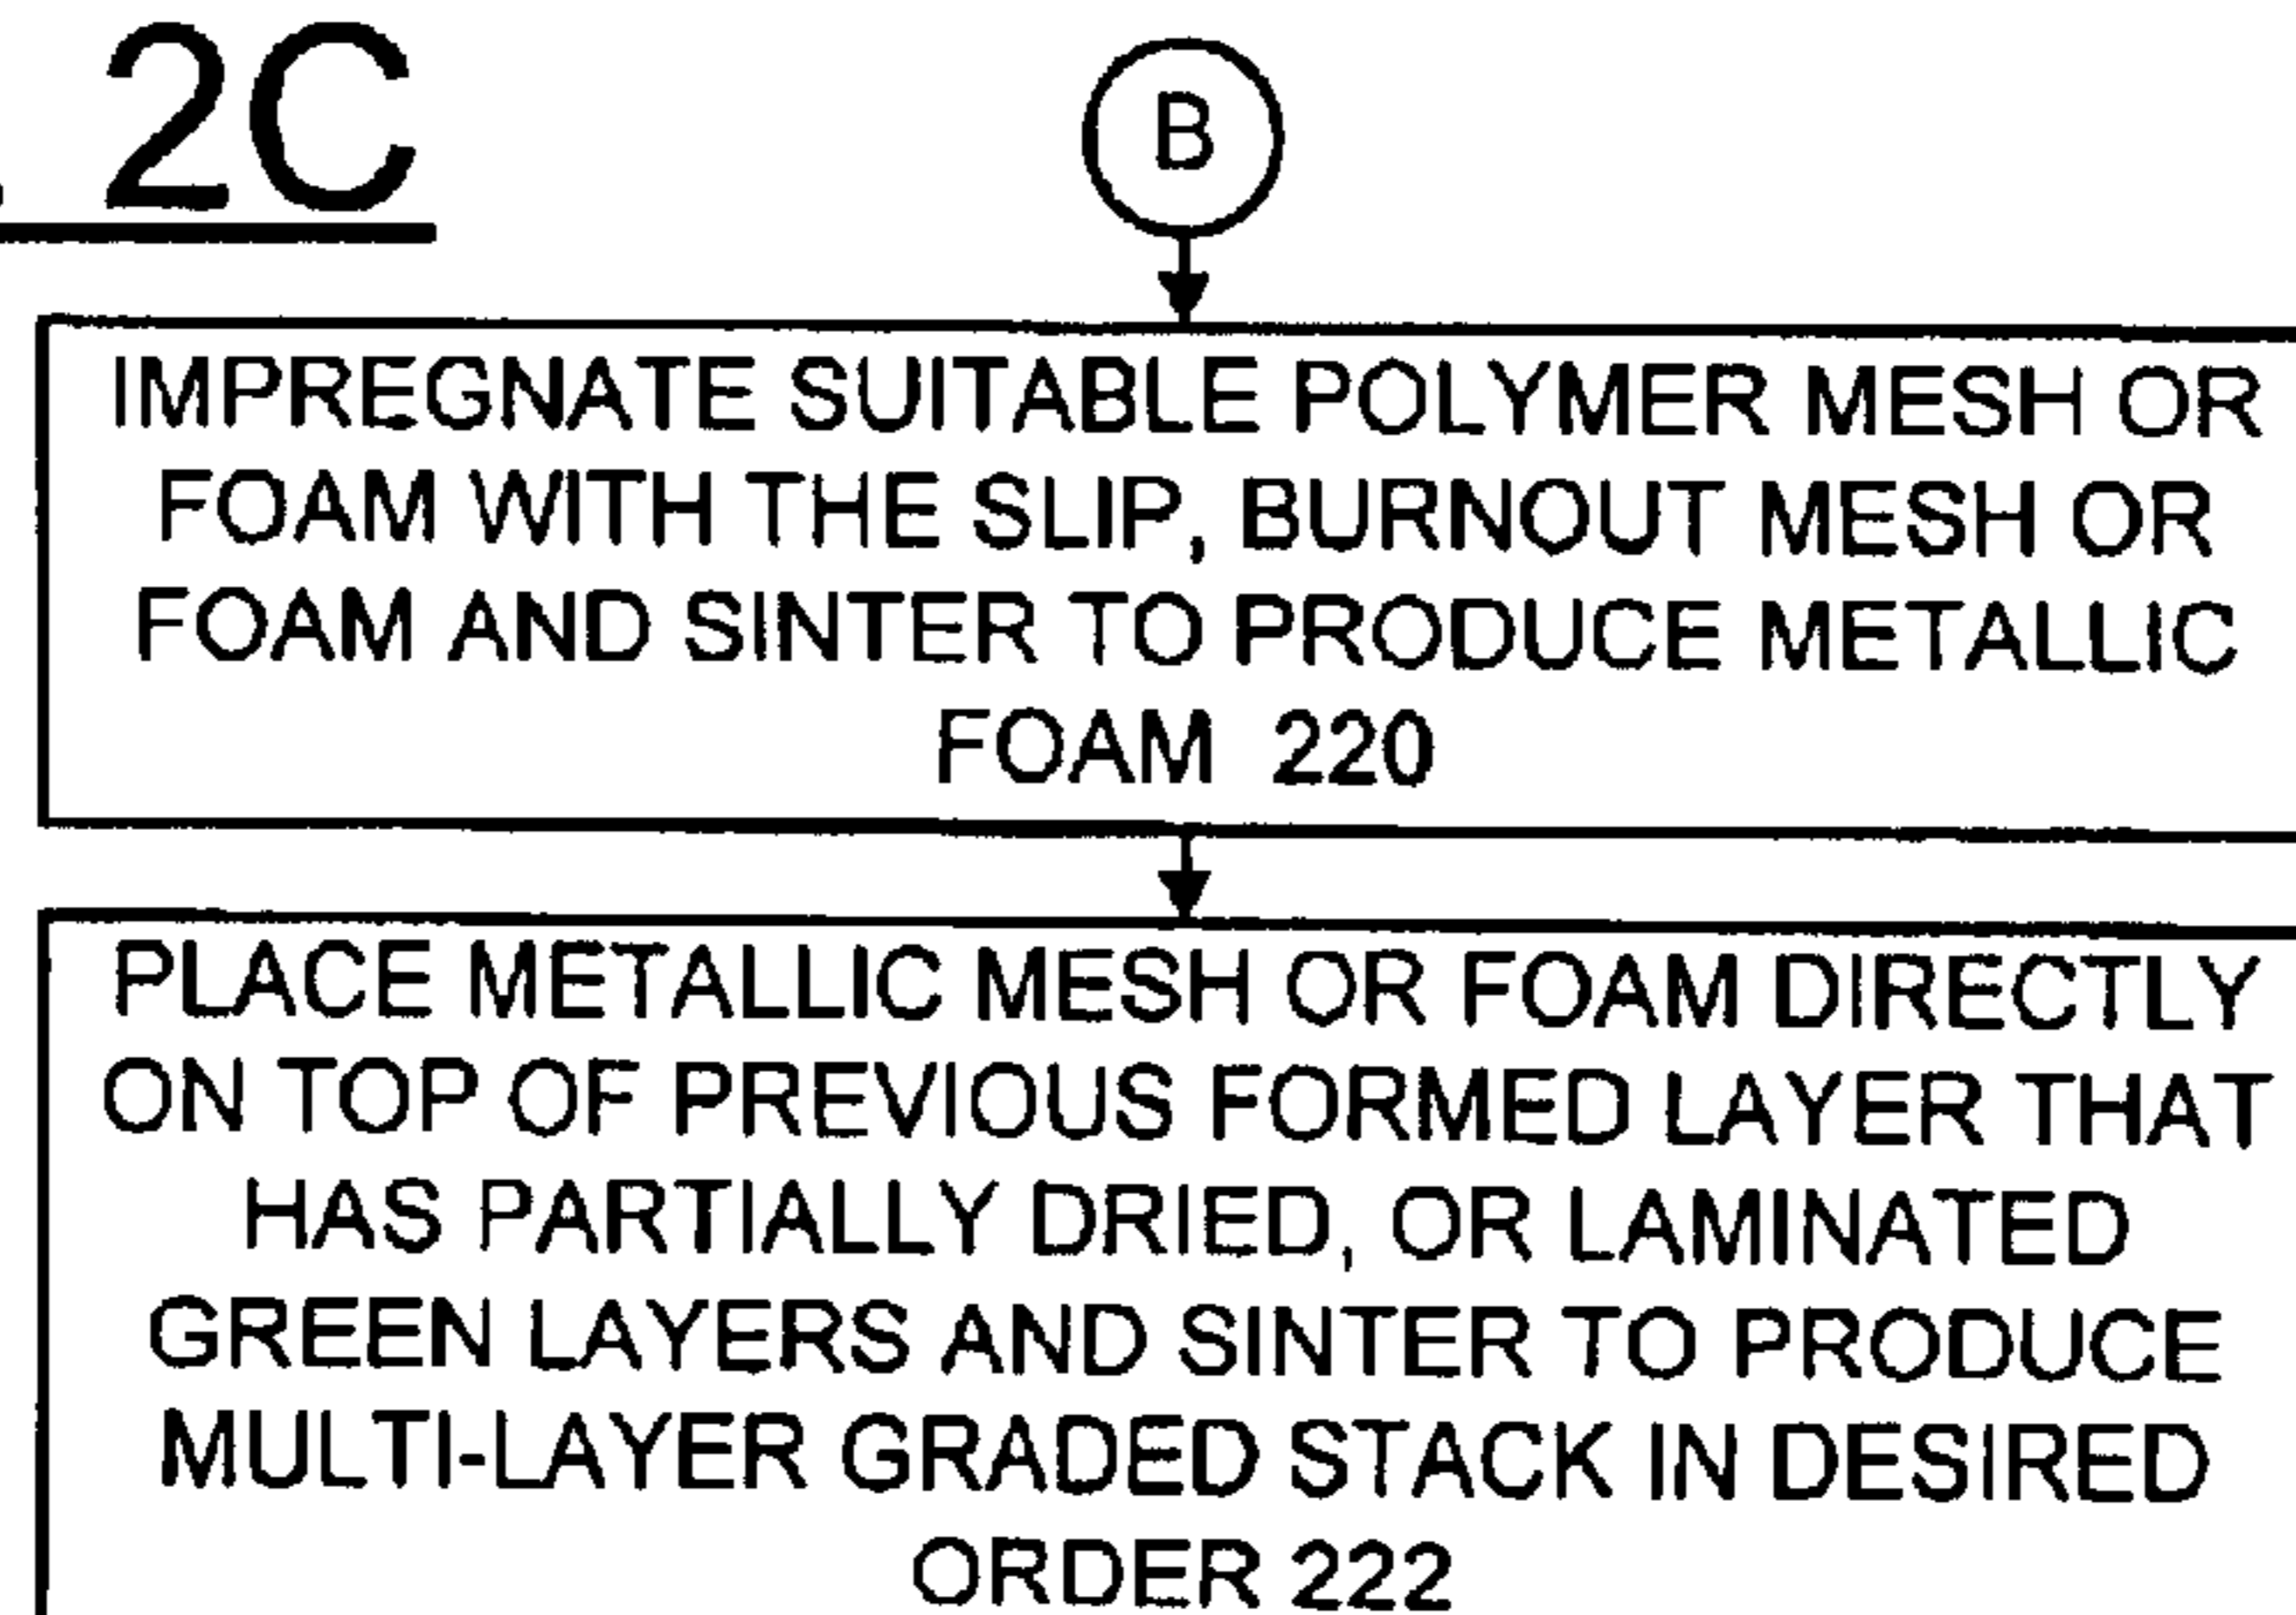 2C
B
IMPREGNATE SUITABLE POLYMER MESH OR
FOAM WITH THE SLIP, BURNOUT MESH OR
FOAM AND SINTER TO PRODUCE METALLIC
FOAM 220
PLACE METALLIC MESH OR FOAM DIRECTLY
ON TOP OF PREVIOUS FORMED LAYER THAT
HAS PARTIALLY DRIED, OR LAMINATED
GREEN LAYERS AND SINTER TO PRODUCE
MULTI-LAYER GRADED STACK IN DESIRED
ORDER 222